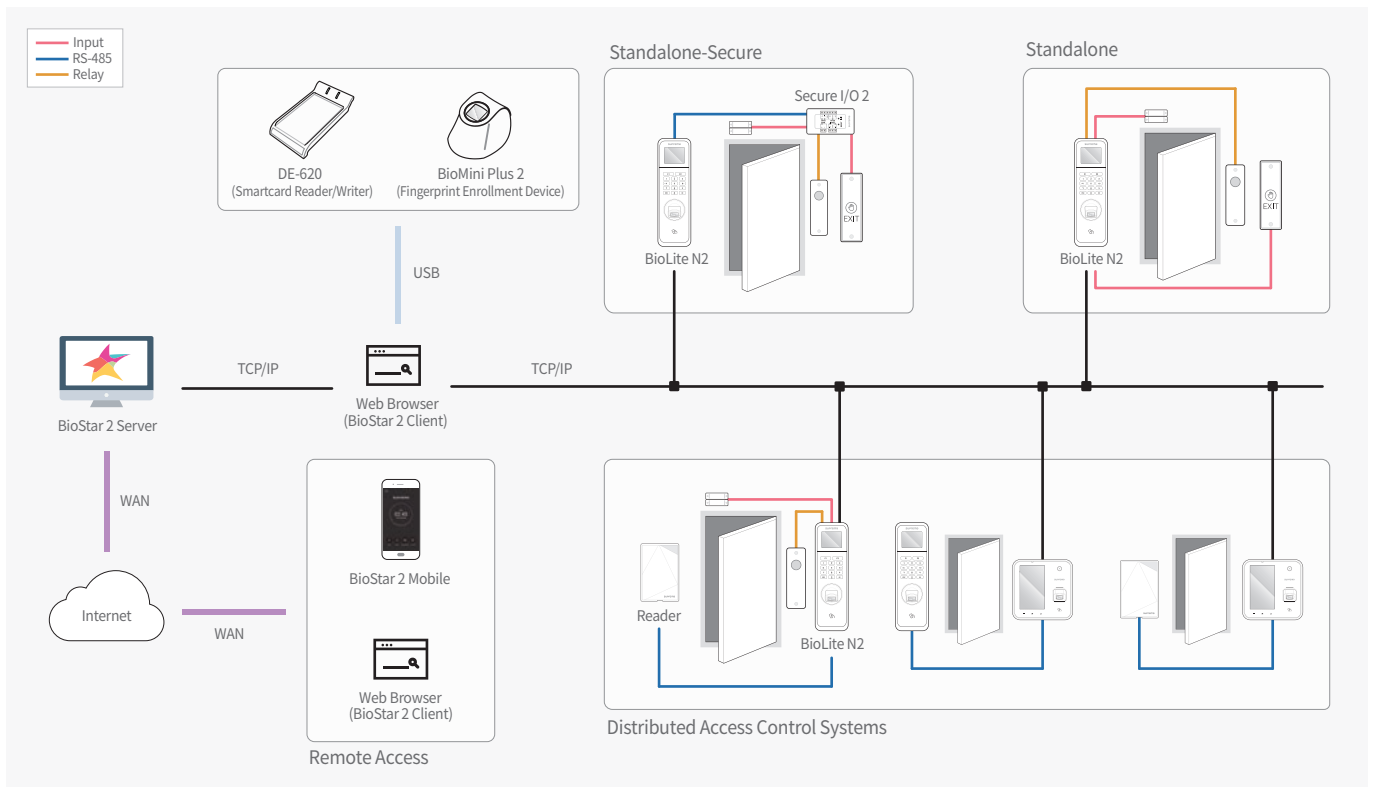 Input
RS-485
Relay
DE-620
(Smartcard Reader/Writer)
BioMini Plus 2
(Fingerprint Enrollment Device)
USB
Standalone-Secure
Secure I/O 2
EXIT
BioLite N2
Standalone
EXIT
BioLite N2
BioStar 2 Server
TCP/IP
Web Browser
(BioStar 2 Client)
TCP/IP
WAN
Internet
WAN
BioStar 2 Mobile
Web Browser
(BioStar 2 Client)
Remote Access
Reader
BioLite N2
Distributed Access Control Systems